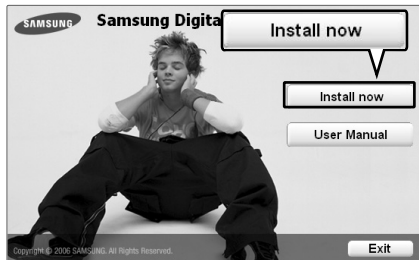 SAMSUNG
Samsung Digita
Install now
Install now
User Manual
Copyright © 2006 SAMSUNG. All Rights Reserved.
Exit